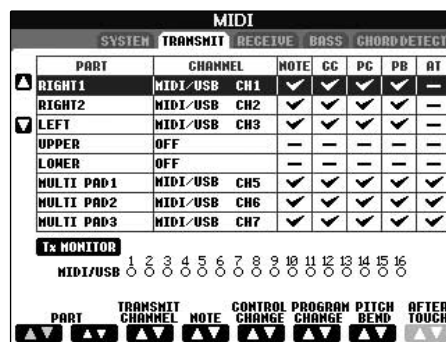 MIDI
SYSTEM TRANSMIT RECEIVE BASS CHORD DETECT
PART CHANNEL NOTE CC PC PB AT
RIGHT1 MIDI/USB CH1 ✓ ✓ ✓ ✓ –
RIGHT2 MIDI/USB CH2 ✓ ✓ ✓ ✓ –
LEFT MIDI/USB CH3 ✓ ✓ ✓ ✓ –
UPPER OFF – – – – –
LOWER OFF – – – – –
MULTI PAD1 MIDI/USB CH5 ✓ ✓ ✓ ✓ ✓
MULTI PAD2 MIDI/USB CH6 ✓ ✓ ✓ ✓ ✓
MULTI PAD3 MIDI/USB CH7 ✓ ✓ ✓ ✓ ✓
Tx MONITOR
1 2 3 4 5 6 7 8 9 10 11 12 13 14 15 16
MIDI/USB
PART TRANSMIT CHANNEL NOTE CONTROL CHANGE PROGRAM CHANGE PITCH BEND AFTER TOUCH